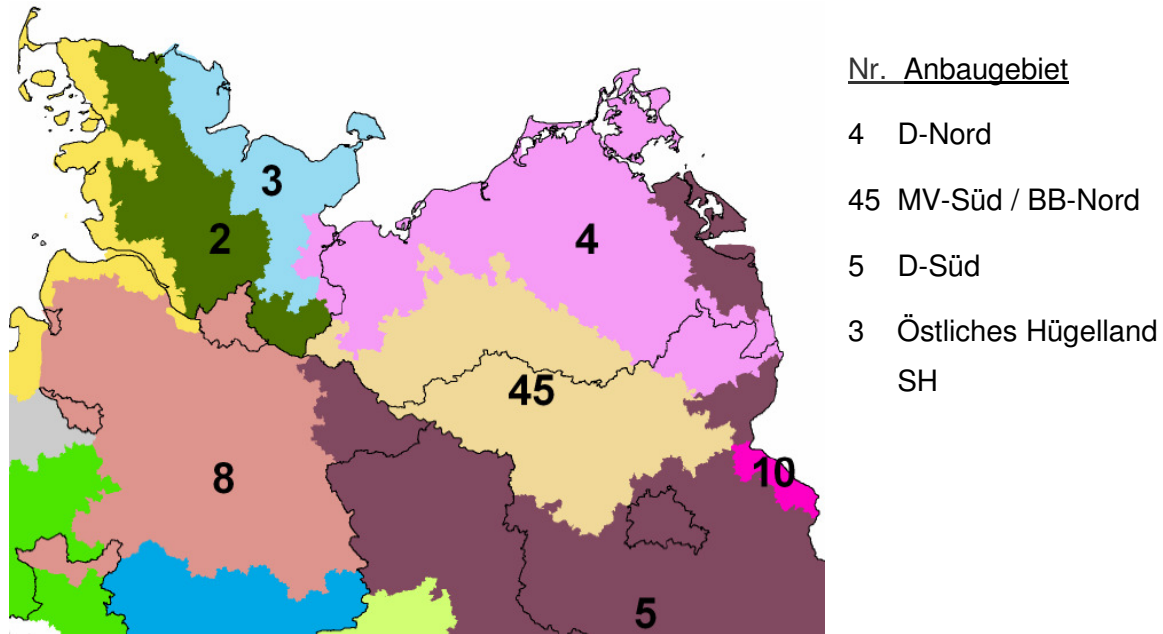 Nr. Anbaugebiet
4 D-Nord
45 MV-Süd / BB-Nord
5 D-Süd
3 Östliches Hügelland
SH
3
2
4
45
8
10
5